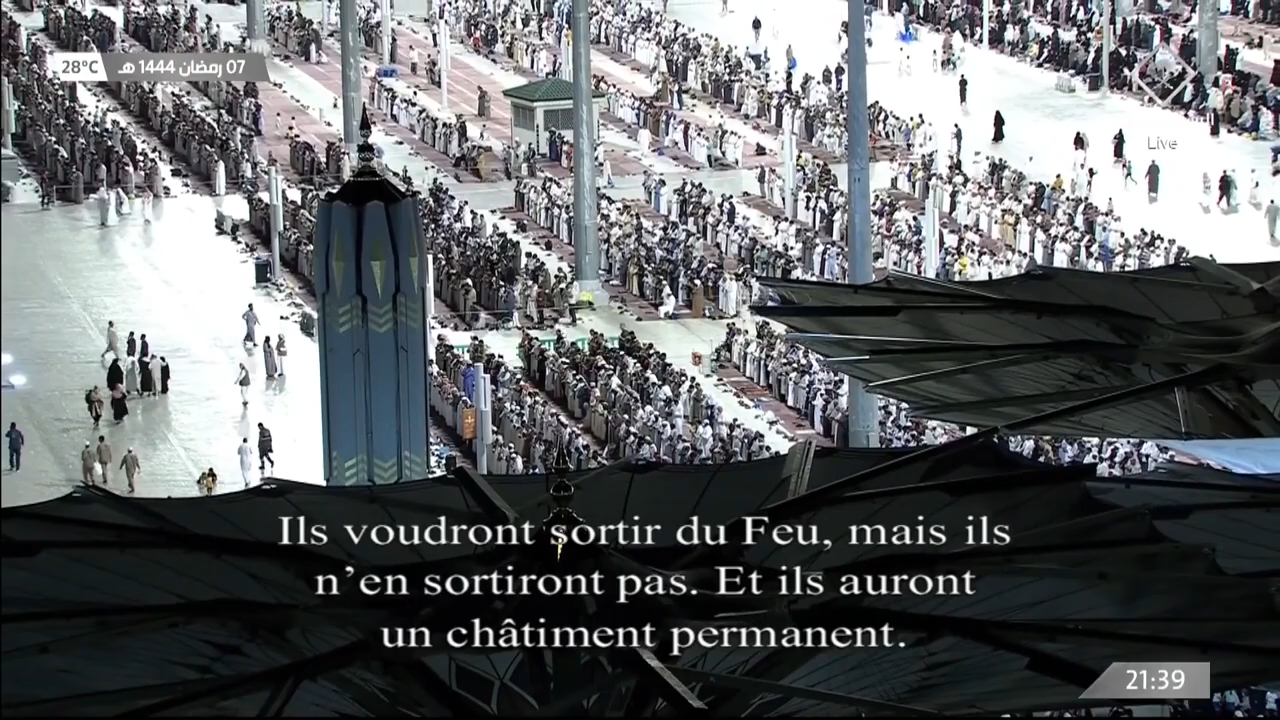 28°C 07 رمضان 1444 هـ
Live
Ils voudront sortir du Feu, mais ils
n’en sortiront pas. Et ils auront
un châtiment permanent.
21:39